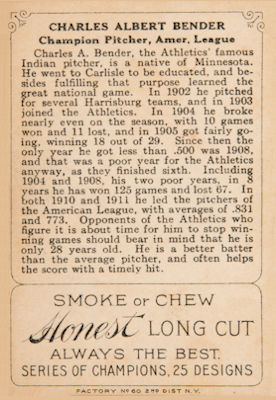 CHARLES ALBERT BENDER
Champion Pitcher, Amer. League
Charles A. Bender, the Athletics' famous
Indian pitcher, is a native of Minnesota.
He went to Carlisle to be educated, and be-
sides fulfilling that purpose learned the
great national game. In 1902 he pitched
for several Harrisburg teams, and in 1903
joined the Athletics. In 1904 he broke
nearly even on the season, with 10 games
won and 11 lost, and in 1905 got fairly go-
ing, winning 18 out of 29. Since then the
only year he got less than .500 was 1908,
and that was a poor year for the Athletics
anyway, as they finished sixth. Including
1904 and 1908, his two poor years, in 8
years he has won 125 games and lost 67. In
both 1910 and 1911 he led the pitchers of
the American League, with averages of .831
and 773. Opponents of the Athletics who
figure it is about time for him to stop win-
ning games should bear in mind that he is
only 28 years old. He is a better batter
than the average pitcher, and often helps
the score with a timely hit.
SMOKE or CHEW
Honest LONG CUT
ALWAYS THE BEST.
SERIES OF CHAMPIONS, 25 DESIGNS
FACTORY Nº 60 2ND DIST. N.Y.